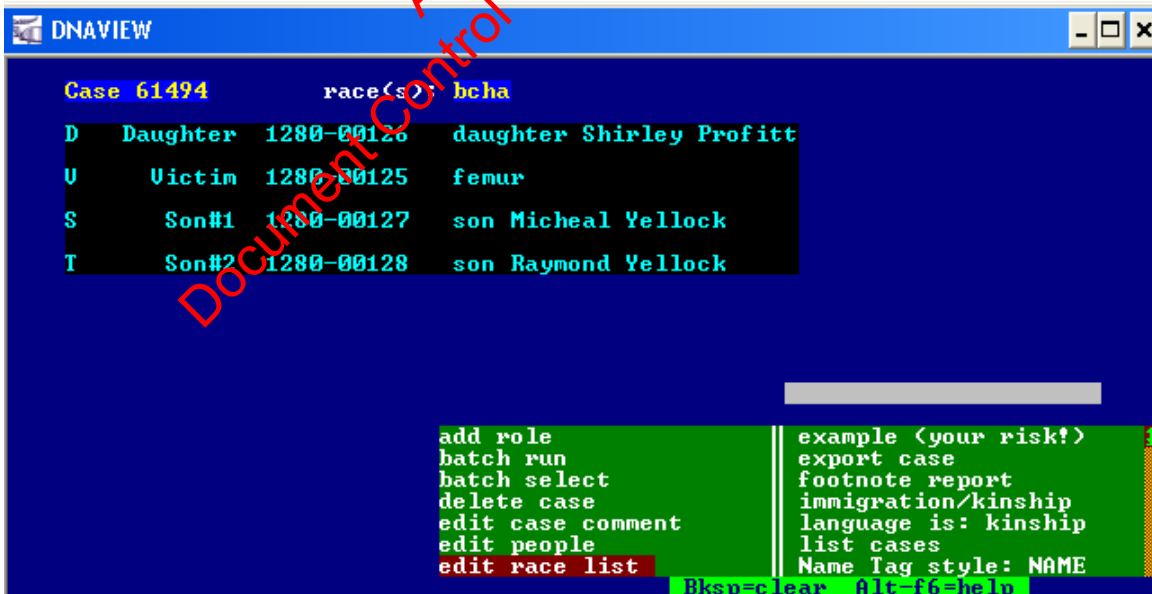 DNAVIEW
Case 61494 race(s): bcha
D Daughter 1280-00126 daughter Shirley Profitt
V Victim 1280-00125 femur
S Son#1 1280-00127 son Micheal Yellock
T Son#2 1280-00128 son Raymond Yellock
Document Control
add role
batch run
batch select
delete case
edit case comment
edit people
edit race list
example (your risk!)
export case
footnote report
immigration/kinship
language is: kinship
list cases
Name Tag style: NAME
Bksp=clear Alt-f6=help